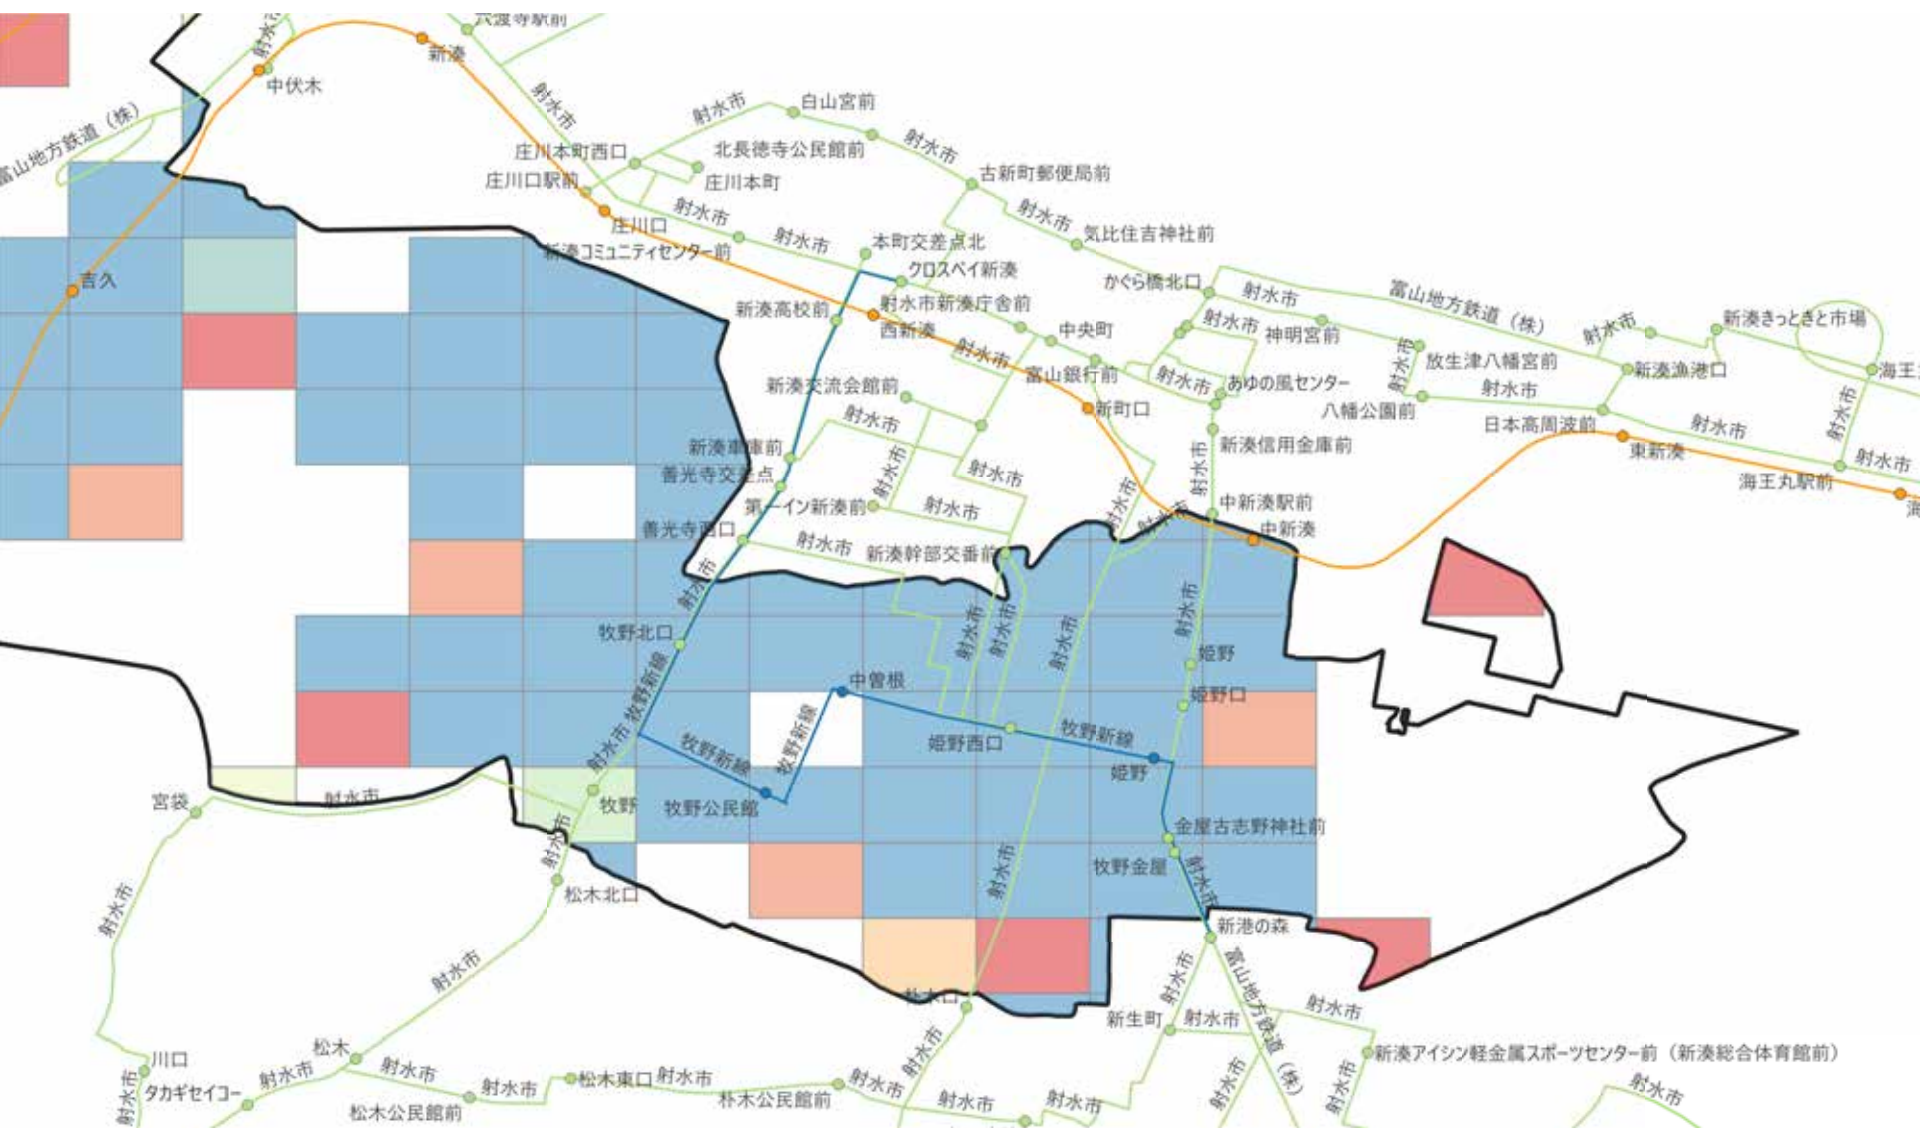 射水市
六渡寺駅前
新湊
中伏木
富山地方鉄道（株）
射水市
射水市
白山宮前
射水市
庄川本町西口
北長徳寺公民館前
庄川口駅前
庄川本町
古新町郵便局前
射水市
射水市
庄川口
射水市
気比住吉神社前
新湊コミュニティセンター前
本町交差点北
クロスベイ新湊
吉久
かぐら橋北口
射水市
富山地方鉄道（株）
新湊高校前
射水市新湊庁舎前
西新湊
中央町
射水市
神明宮前
射水市
新湊きっときと市場
射水市
富山銀行前
射水市
放生津八幡宮前
新湊漁港口
新湊交流会館前
射水市
あゆの風センター
射水市
新町口
八幡公園前
射水市
日本高周波前
射水市
射水市
新湊車庫前
新湊信用金庫前
東新湊
善光寺交差点
射水市
射水市
射水市
射水市
海王丸駅前
第一イン新湊前
射水市
射水市
射水市
中新湊駅前
中新湊
善光寺西口
射水市
新湊幹部交番前
射水市
射水市
牧野北口
射水市
射水市
射水市
姫野
牧野新線
中曽根
姫野口
射水市
牧野新線
牧野新線
姫野西口
牧野新線
姫野
宮袋
射水市
牧野
牧野公民館
射水市
金屋古志野神社前
牧野金屋
射水市
射水市
松木北口
射水市
新港の森
射水市
朴木口
射水市
富山地方鉄道（株）
射水市
新生町
射水市
射水市
松木
川口
射水市
タカギセイコー
射水市
射水市
松木東口
射水市
射水市
松木公民館前
朴木公民館前
射水市
射水市
射水市
射水市
射水市
新湊アイシン軽金属スポーツセンター前（新湊総合体育館前）
射水市